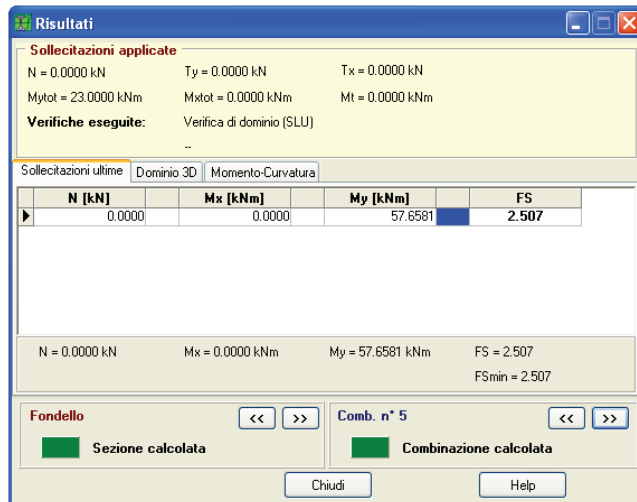 Risultati
Sollecitazioni applicate
N = 0.0000 kN Ty = 0.0000 kN Tx = 0.0000 kN
Mytot = 23.0000 kNm Mxtot = 0.0000 kNm Mt = 0.0000 kNm
Verifiche eseguite: Verifica di dominio (SLU)
--
Sollecitazioni ultime Dominio 3D Momento-Curvatura
N [kN] Mx [kNm] My [kNm] FS
0.0000 0.0000 57.6581 2.507
N = 0.0000 kN Mx = 0.0000 kNm My = 57.6581 kNm FS = 2.507
FSmin = 2.507
Fondello << >> Comb. n° 5 << >>
Sezione calcolata Combinazione calcolata
Chiudi Help